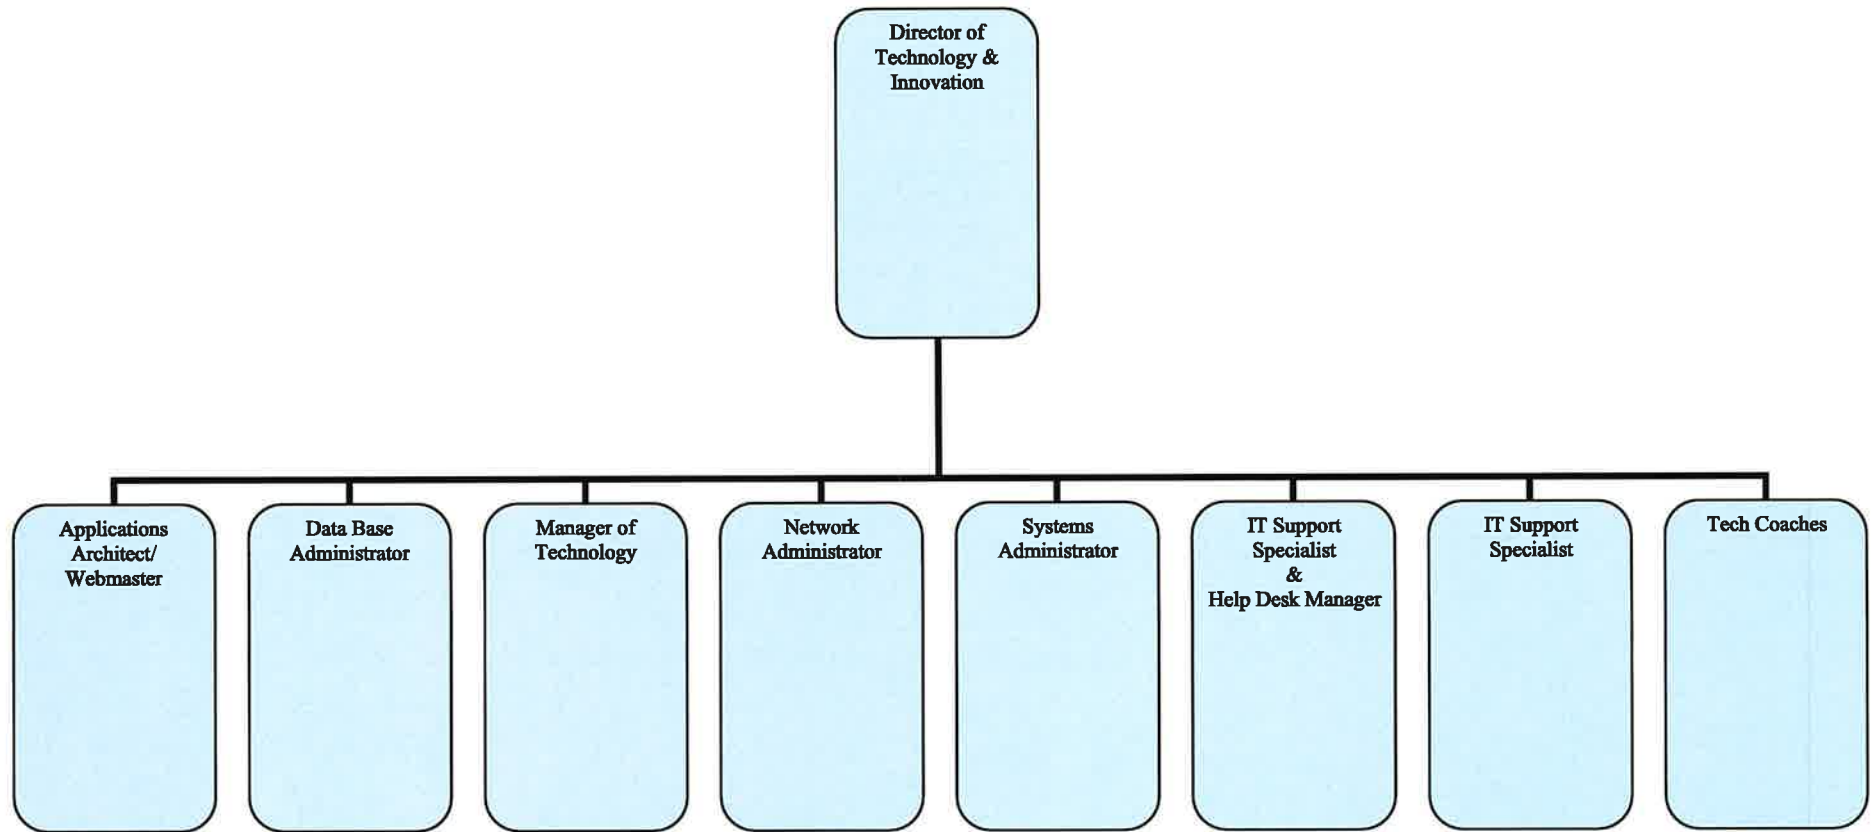 Director of
Technology &
Innovation
Applications
Architect/
Webmaster
Data Base
Administrator
Manager of
Technology
Network
Administrator
Systems
Administrator
IT Support
Specialist
&
Help Desk Manager
IT Support
Specialist
Tech Coaches